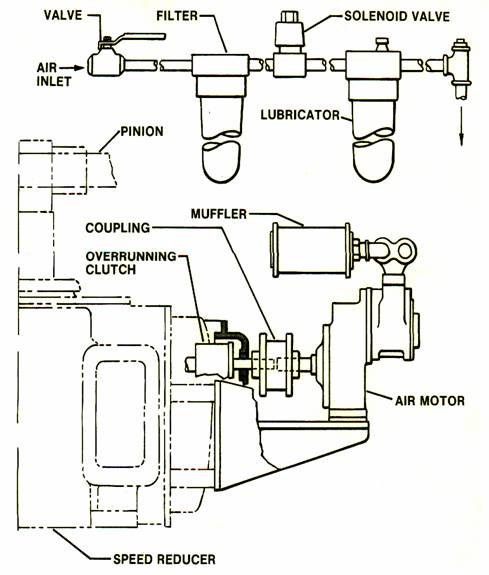 VALVE
FILTER
SOLENOID VALVE
AIR
INLET
LUBRICATOR
PINION
MUFFLER
COUPLING
OVERRUNNING
CLUTCH
AIR MOTOR
SPEED REDUCER